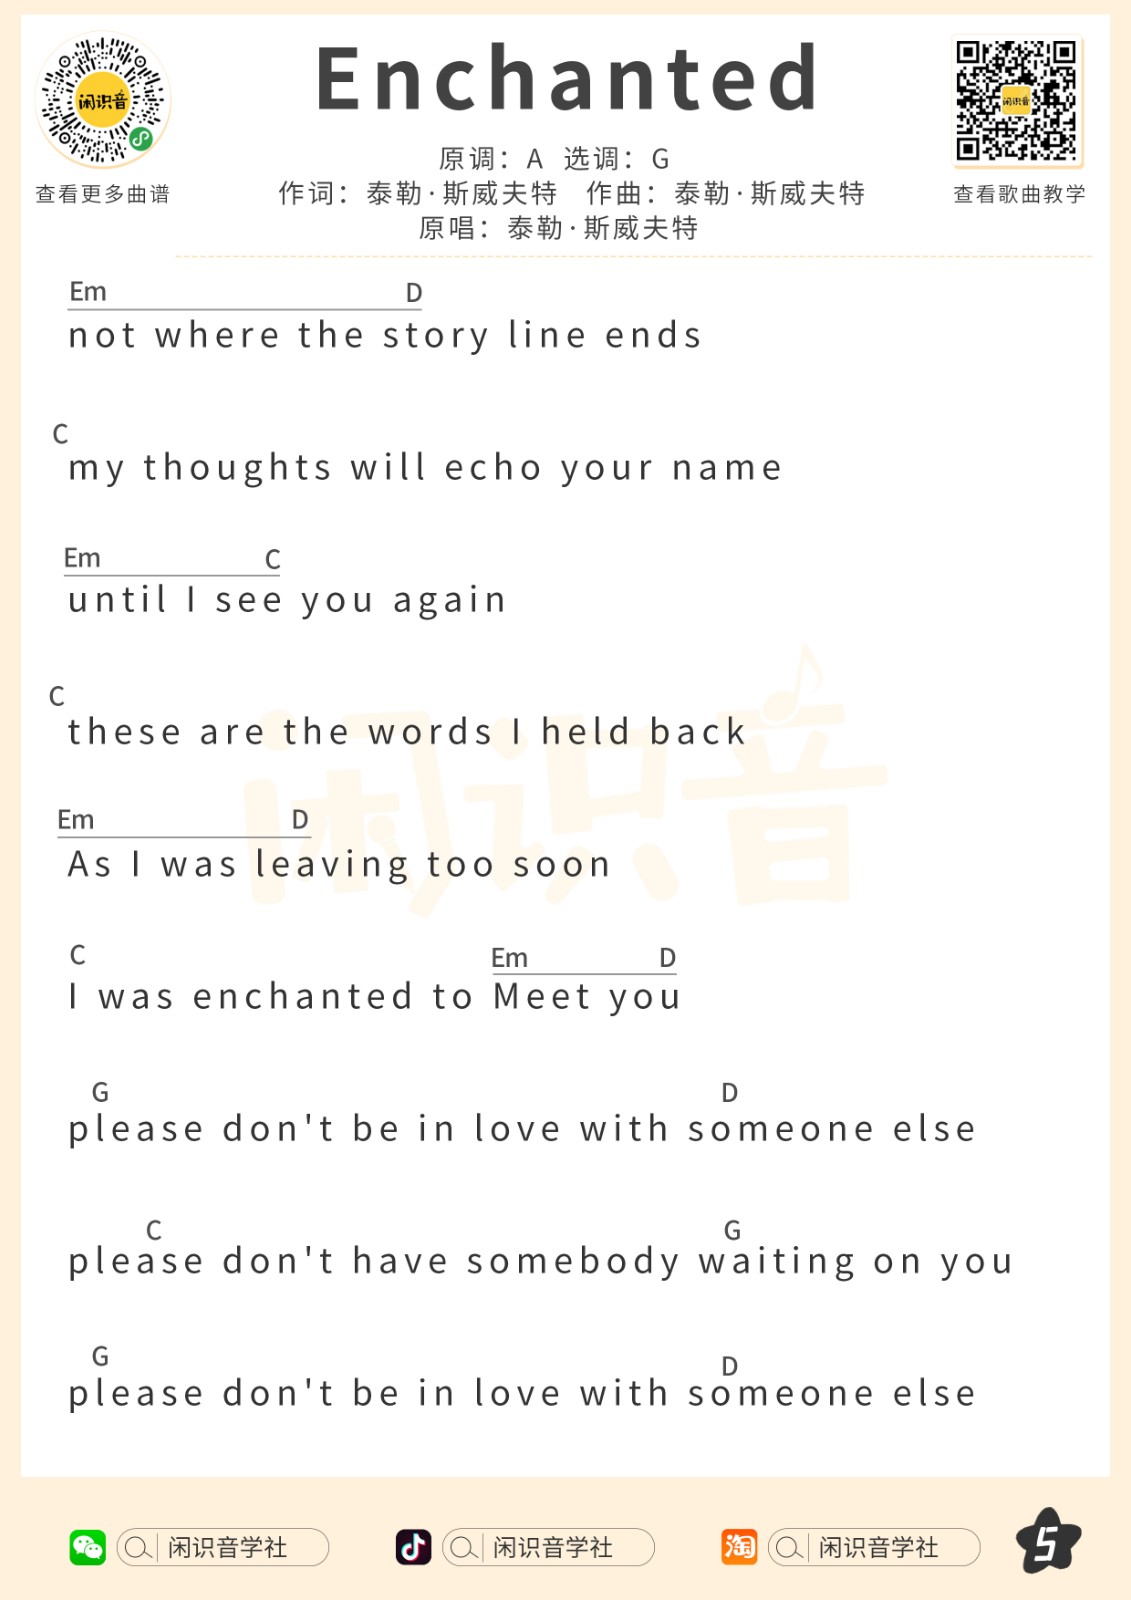 闲识音
查看更多曲谱
Enchanted
原调：A 选调：G
作词：泰勒·斯威夫特 作曲：泰勒·斯威夫特
原唱：泰勒·斯威夫特
闲识音
查看歌曲教学
Em D
not where the story line ends
C
my thoughts will echo your name
Em C
until I see you again
C
these are the words I held back
Em D
As I was leaving too soon
C Em D
I was enchanted to Meet you
G D
please don't be in love with someone else
C G
please don't have somebody waiting on you
G D
please don't be in love with someone else
闲识音
闲识音学社
闲识音学社
淘 闲识音学社
5